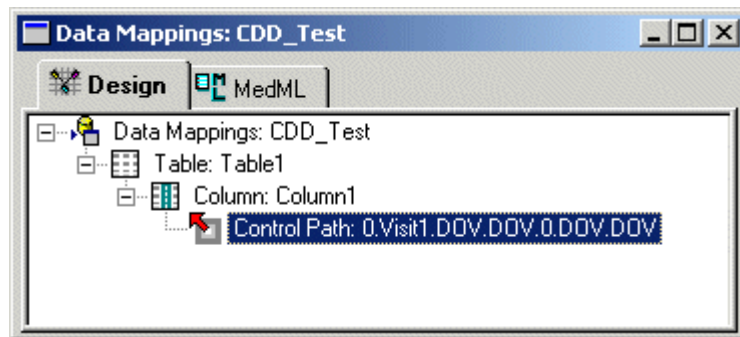 Data Mappings: CDD_Test
Design MedML
Data Mappings: CDD_Test
Table: Table1
Column: Column1
Control Path: 0.Visit1.DOV.DOV.0.DOV.DOV